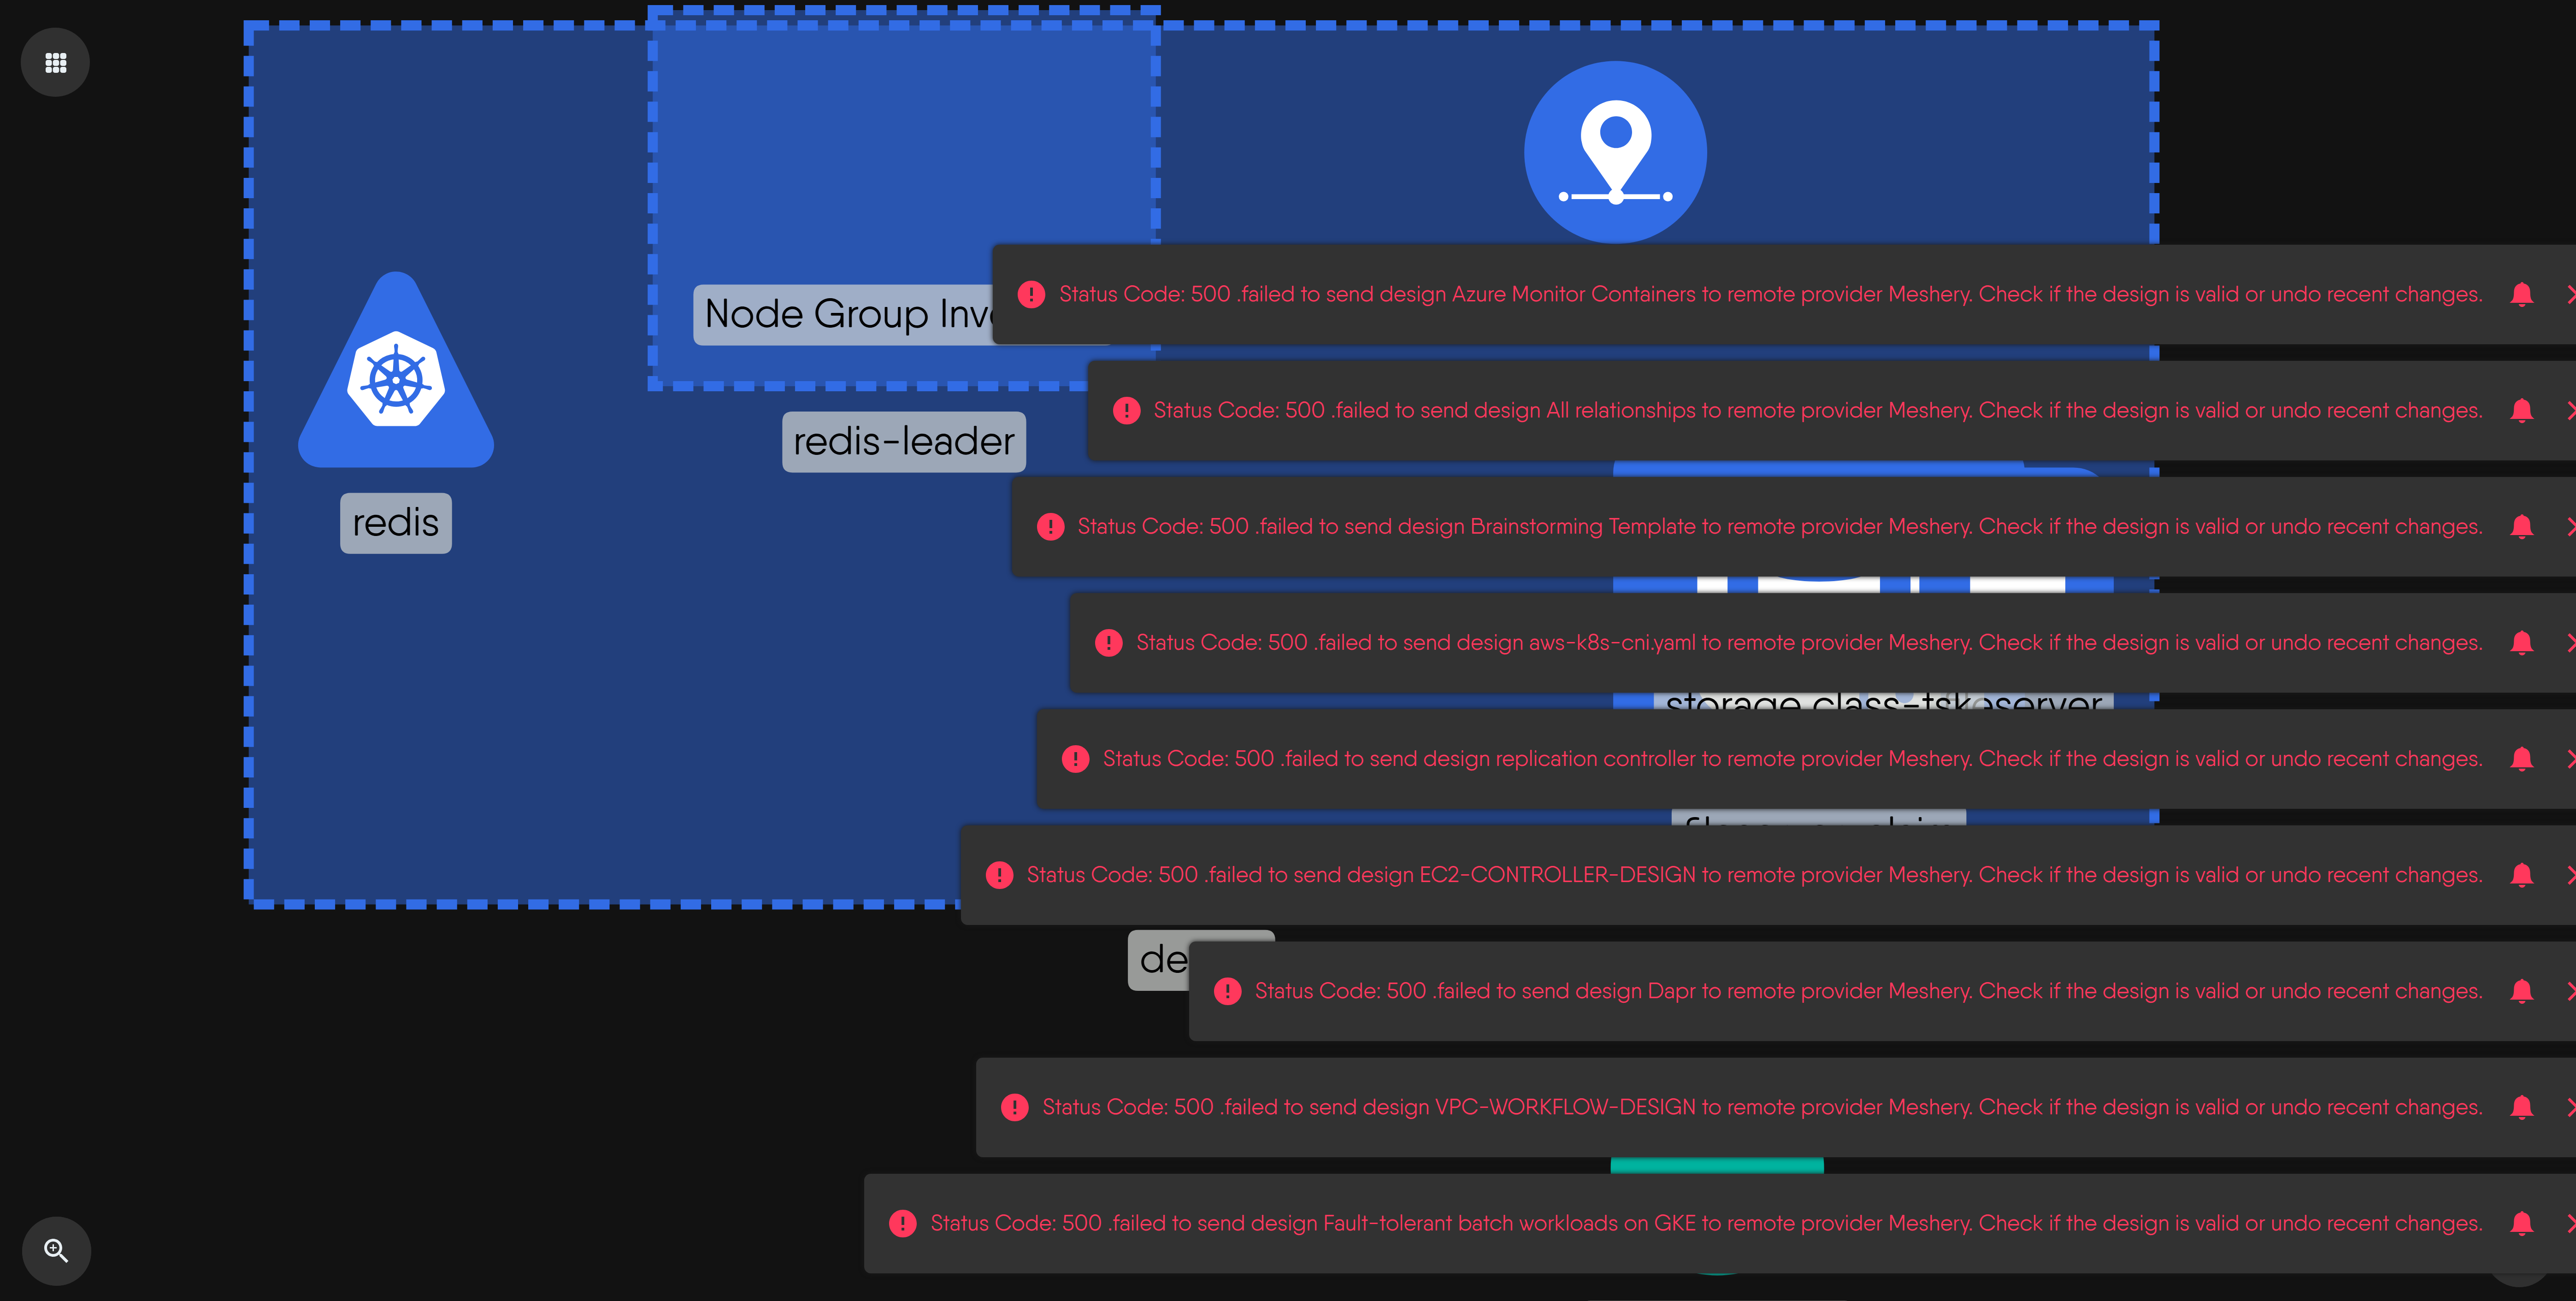 Node Group
Status Code: 500 .failed to send design Azure Monitor Containers to remote provider Meshery. Check if the design is valid or undo recent changes.
redis-leader
Status Code: 500 .failed to send design All relationships to remote provider Meshery. Check if the design is valid or undo recent changes.
redis
Status Code: 500 .failed to send design Brainstorming Template to remote provider Meshery. Check if the design is valid or undo recent changes.
Status Code: 500 .failed to send design aws-k8s-cni.yaml to remote provider Meshery. Check if the design is valid or undo recent changes.
storage class-
Status Code: 500 .failed to send design replication controller to remote provider Meshery. Check if the design is valid or undo recent changes.
Status Code: 500 .failed to send design EC2-CONTROLLER-DESIGN to remote provider Meshery. Check if the design is valid or undo recent changes.
Status Code: 500 .failed to send design Dapr to remote provider Meshery. Check if the design is valid or undo recent changes.
Status Code: 500 .failed to send design VPC-WORKFLOW-DESIGN to remote provider Meshery. Check if the design is valid or undo recent changes.
Status Code: 500 .failed to send design Fault-tolerant batch workloads on GKE to remote provider Meshery. Check if the design is valid or undo recent changes.